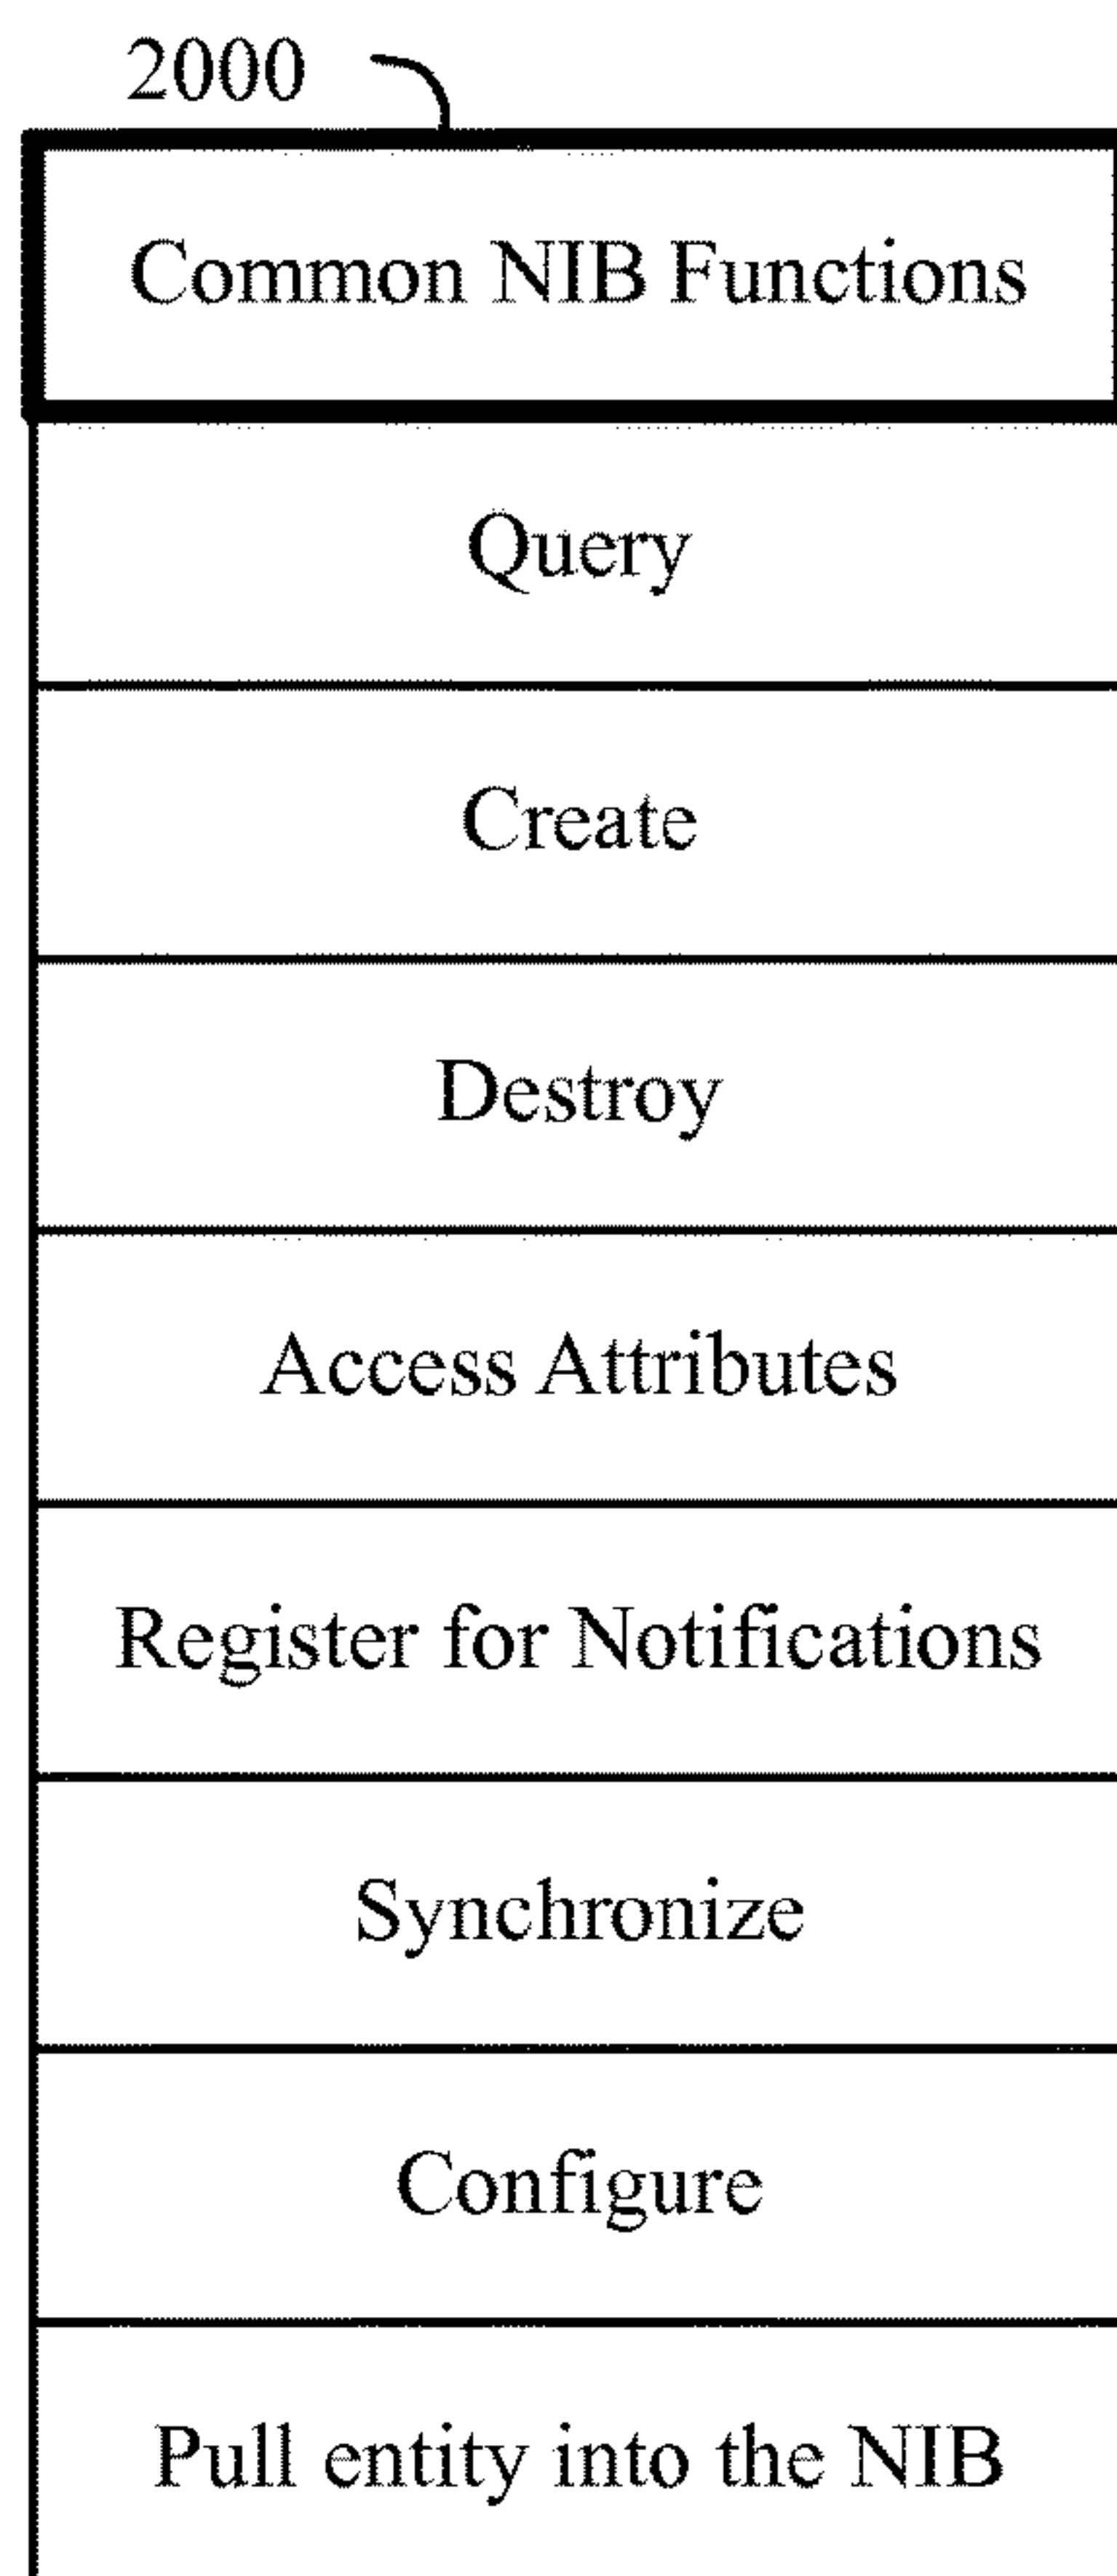 2000
Common NIB Functions
Query
Create
Destroy
Access Attributes
Register for Notifications
Synchronize
Configure
Pull entity into the NIB